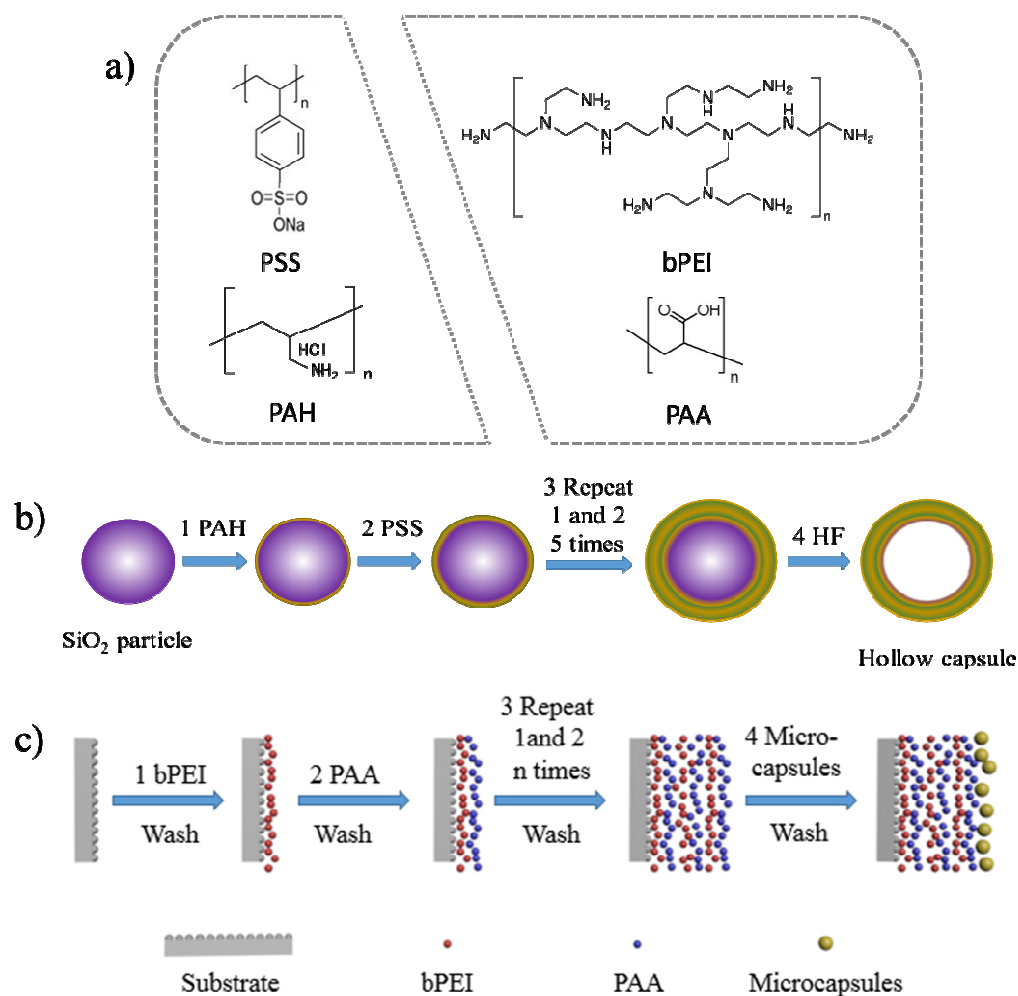 a)
n
O=S=O
ONa
PSS
HCl
NH₂
n
PAH
NH₂
N
H
NH₂
H₂N
N
N
H
N
N
H
N
NH₂
N
H₂N
NH₂
n
bPEI
O
OH
n
PAA
b)
1 PAH
2 PSS
3 Repeat
1 and 2
5 times
4 HF
SiO₂ particle
Hollow capsule
c)
1 bPEI
Wash
2 PAA
Wash
3 Repeat
1and 2
n times
Wash
4 Micro-
capsules
Wash
Substrate
bPEI
PAA
Microcapsules